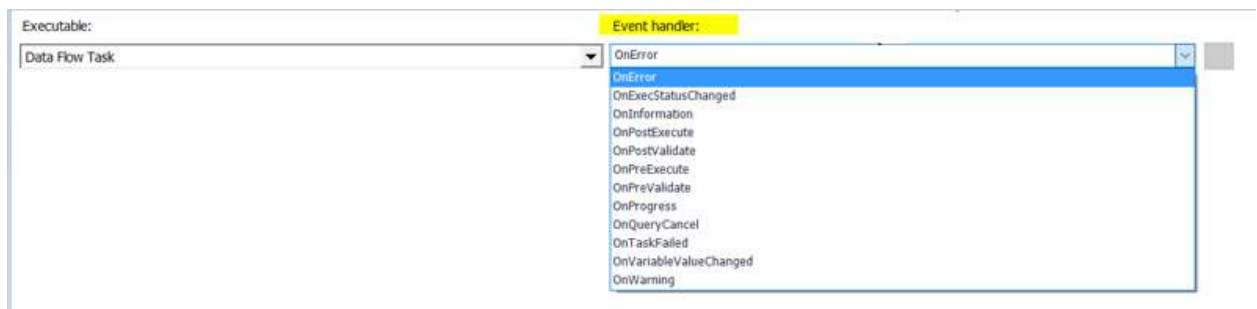 Executable:
Event handler:
Data Flow Task
OnError
OnError
OnExecStatusChanged
OnInformation
OnPostExecute
OnPostValidate
OnPreExecute
OnPreValidate
OnProgress
OnQueryCancel
OnTaskFailed
OnVariableValueChanged
OnWarning